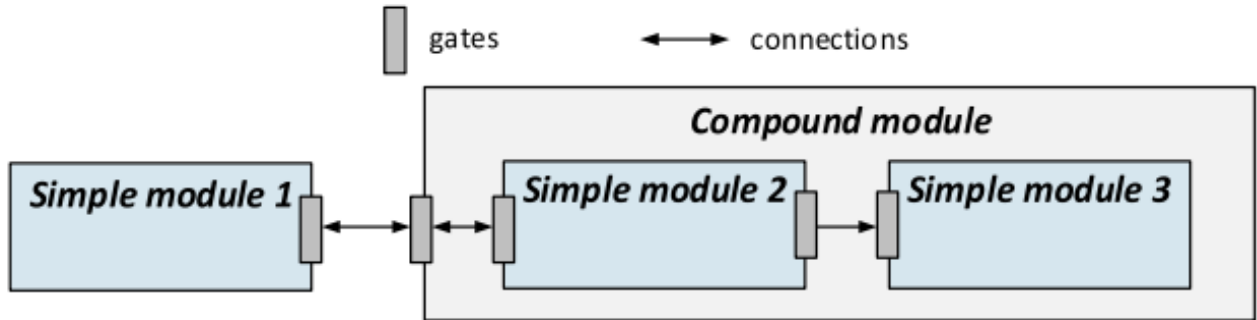 gates
connections
Compound module
Simple module 1
Simple module 2
Simple module 3